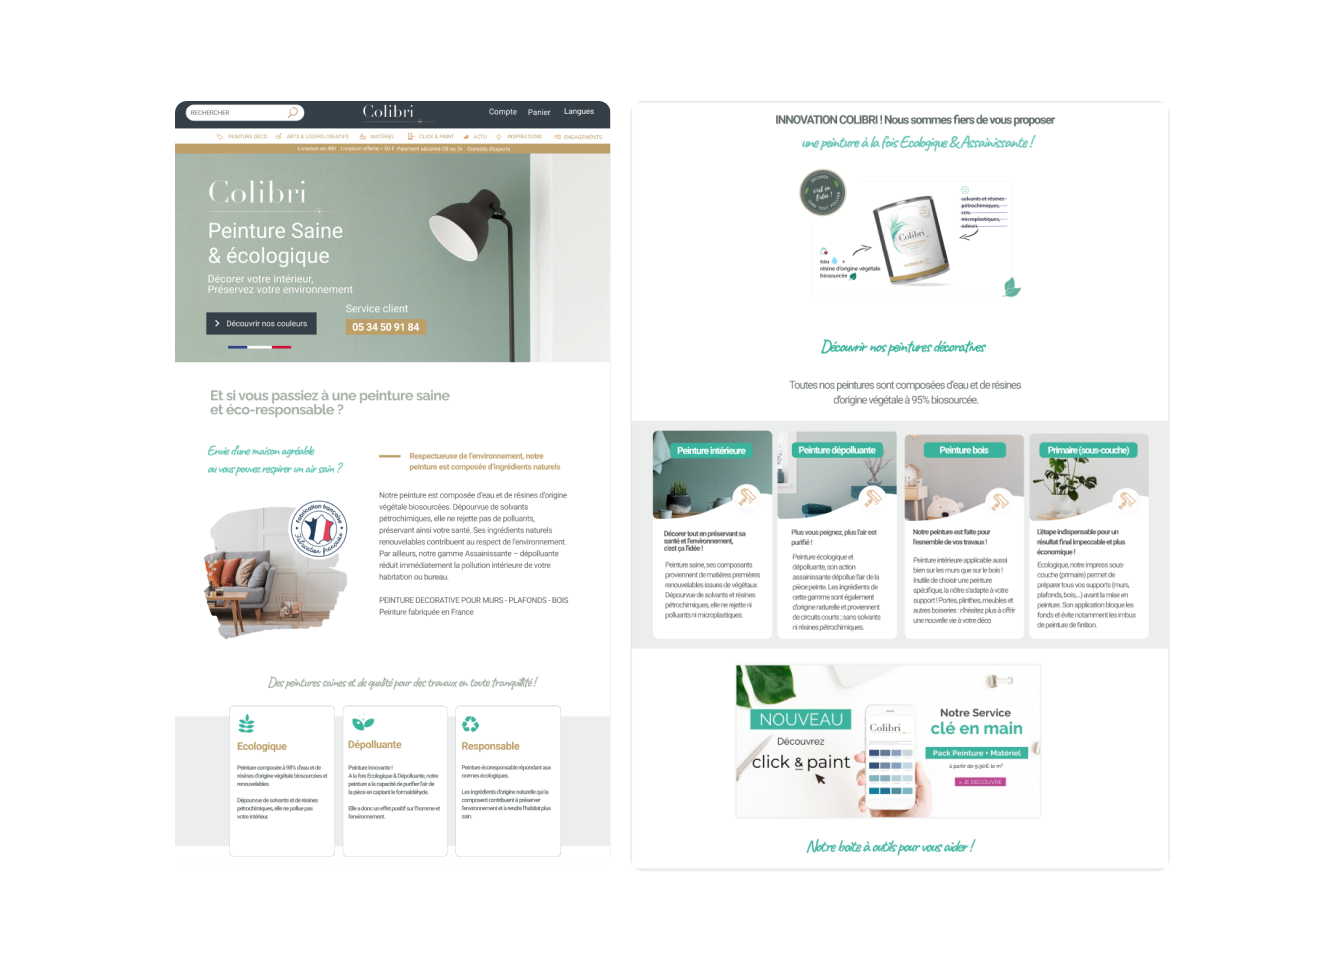 RECHERCHER
Colibri
Compte Panier Langues
PEINTURE DÉCO ARTS & LOISIRS CREATIFS MATÉRIEL CLICK & PAINT ACTU INSPIRATIONS ENGAGEMENTS
Livraison en 48h Livraison offerte > 50 € Paiement sécurisé CB ou 3x Conseils d'experts
Colibri
Peinture Saine
& écologique
Décorer votre intérieur,
Préservez votre environnement
Service client
Découvrir nos couleurs
05 34 50 91 84
Et si vous passiez à une peinture saine
et éco-responsable ?
Envie d'une maison agréable
ou vous pouvez respirer un air sain ?
Fabrication française
Fabrication française
Respectueuse de l'environnement, notre
peinture est composée d'ingrédients naturels
Notre peinture est composée d'eau et de résines d'origine
végétale biosourcées. Dépourvue de solvants
pétrochimiques, elle ne rejette pas de polluants,
préservant ainsi votre santé. Ses ingrédients naturels
renouvelables contribuent au respect de l'environnement.
Par ailleurs, notre gamme Assainissante – dépolluante
réduit immédiatement la pollution intérieure de votre
habitation ou bureau.
PEINTURE DECORATIVE POUR MURS - PLAFONDS - BOIS
Peinture fabriquée en France
Des peintures saines et de qualité pour des travaux en toute tranquillité !
Ecologique
Peinture composée à 98% d'eau et de
résines d'origine végétale biosourcées et
renouvelables.
Dépourvue de solvants et de résines
pétrochimiques, elle ne pollue pas
votre intérieur.
Dépolluante
Peinture Innovante !
A la fois Ecologique & Dépolluante, notre
peinture a la capacité de purifier l'air de
la pièce en captant le formaldéhyde.
Elle a donc un effet positif sur l'homme et
l'environnement.
Responsable
Peinture écoresponsable répondant aux
normes écologiques.
Les ingrédients d'origine naturelle qui la
composent contribuent à préserver
l'environnement et à rendre l'habitat plus
sain.
INNOVATION COLIBRI ! Nous sommes fiers de vous proposer
une peinture à la fois Ecologique & Assainissante !
DÉCORER
c'est ça
l'idée !
SANS VOUS POLLUER
solvants et résines
pétrochimiques,
cov,
microplastiques,
odeurs
Colibri
eau +
résine d'origine végétale
biosourcée
Découvrir nos peintures décoratives
Toutes nos peintures sont composées d'eau et de résines
d'origine végétale à 95% biosourcée.
Peinture intérieure
Décorer tout en préservant sa
santé et l'environnement,
c'est ça l'idée !
Peinture saine, ses composants
proviennent de matières premières
renouvelables issues de végétaux.
Dépourvue de solvants et résines
pétrochimiques, elle ne rejette ni
polluants ni microplastiques.
Peinture dépolluante
Plus vous peignez, plus l'air est
purifié !
Peinture écologique et
dépolluante, son action
assainissante dépollue l'air de la
pièce peinte. Les ingrédients de
cette gamme sont également
d'origine naturelle et proviennent
de circuits courts ; sans solvants
ni résines pétrochimiques.
Peinture bois
Notre peinture est faite pour
l'ensemble de vos travaux !
Peinture intérieure applicable aussi
bien sur les murs que sur le bois !
Inutile de choisir une peinture
spécifique, la nôtre s'adapte à votre
support ! Portes, plinthes, meubles et
autres boiseries : n'hésitez plus à offrir
une nouvelle vie à votre déco
Primaire (sous-couche)
L'étape indispensable pour un
résultat final impeccable et plus
économique !
Ecologique, notre impress sous-
couche (primaire) permet de
préparer tous vos supports (murs,
plafonds, bois,...) avant la mise en
peinture. Son application bloque les
fonds et évite notamment les imbus
de peinture de finition.
NOUVEAU
Découvrez
click & paint
Colibri
Notre Service
clé en main
Pack Peinture + Matériel
à partir de 9,90€ le m²
> JE DECOUVRE
Notre boîte à outils pour vous aider !